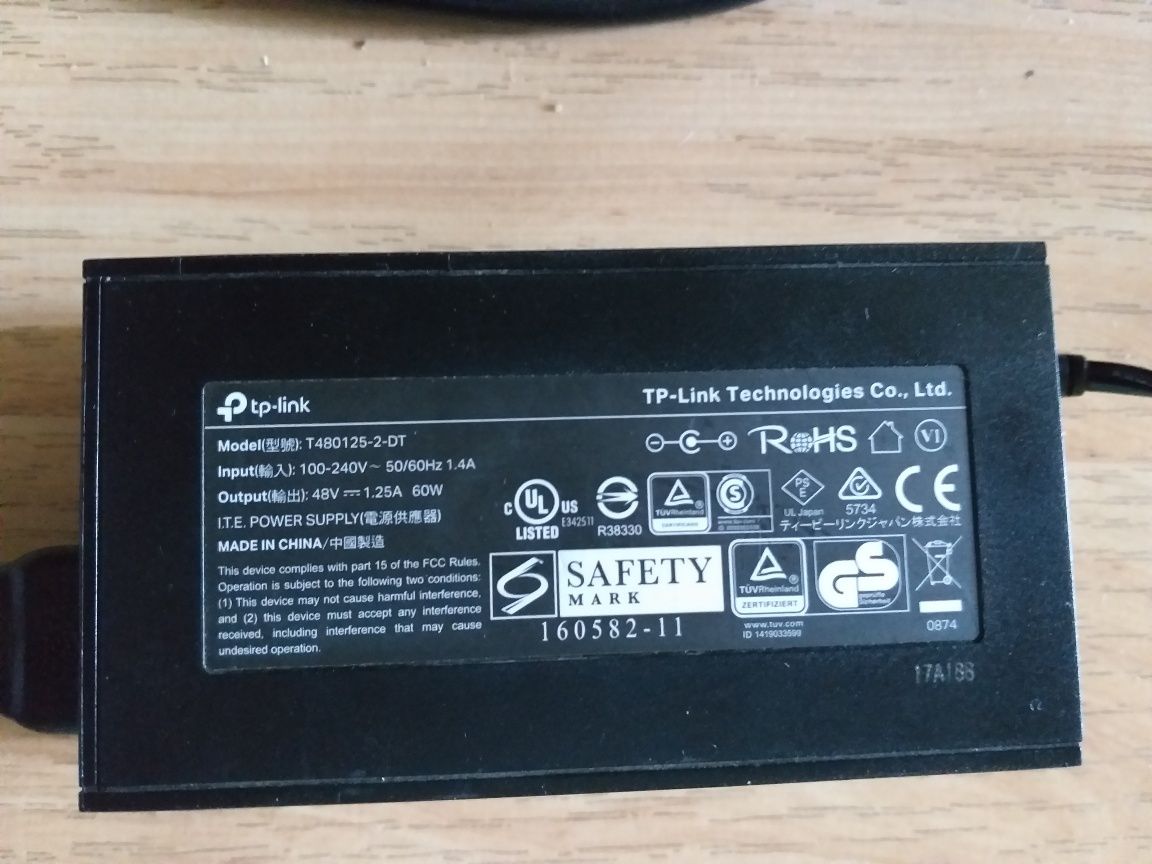 tp-link
TP-Link Technologies Co., Ltd.
Model(型號): T480125-2-DT
Input(輸入): 100-240V~ 50/60Hz 1.4A
Output(輸出): 48V⎓1.25A 60W
I.T.E. POWER SUPPLY(電源供應器)
MADE IN CHINA/中國製造
This device complies with part 15 of the FCC Rules.
Operation is subject to the following two conditions:
(1) This device may not cause harmful interference,
and (2) this device must accept any interference
received, including interference that may cause
undesired operation.
RoHS
VI
C UL US
LISTED
E342511
R38330
TÜVRheinland
CERTIFIED
S
PS
E
UL Japan
5734
CE
ティーピーリンクジャパン株式会社
SAFETY
MARK
160582-11
TÜVRheinland
ZERTIFIZIERT
www.tuv.com
ID 1419033599
GS
geprüfte
Sicherheit
0874